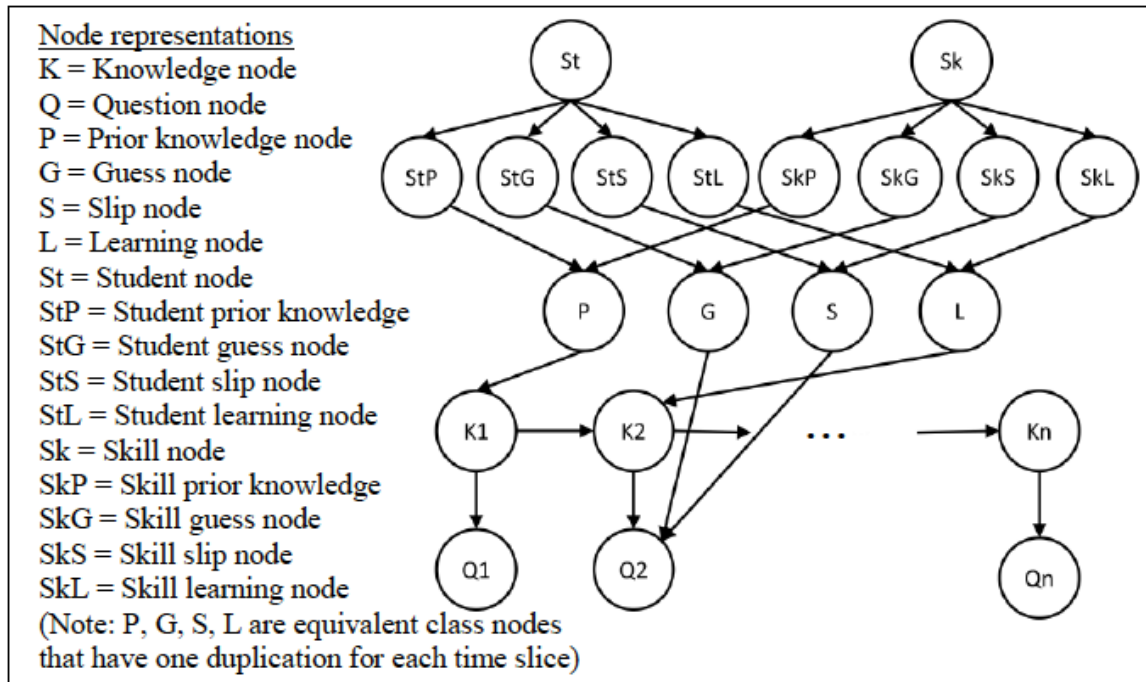 Node representations
K = Knowledge node
Q = Question node
P = Prior knowledge node
G = Guess node
S = Slip node
L = Learning node
St = Student node
StP = Student prior knowledge
StG = Student guess node
StS = Student slip node
StL = Student learning node
Sk = Skill node
SkP = Skill prior knowledge
SkG = Skill guess node
SkS = Skill slip node
SkL = Skill learning node
(Note: P, G, S, L are equivalent class nodes
that have one duplication for each time slice)
St Sk
StP StG StS StL SkP SkG SkS SkL
P G S L
K1 K2 ... Kn
Q1 Q2 Qn